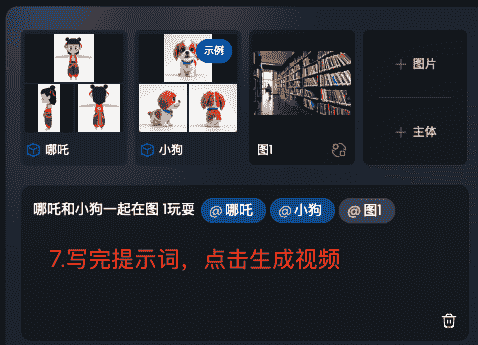 示例
+ 图片
哪吒
小狗
图1
+ 主体
哪吒和小狗一起在图 1玩耍 @哪吒 @小狗 @图1
7.写完提示词，点击生成视频